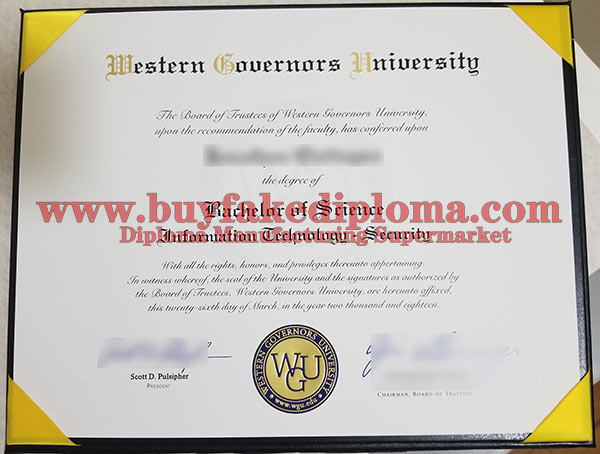 Western Governors University
The Board of Trustees of Western Governors University,
upon the recommendation of the faculty, has conferred upon
the degree of
Bachelor of Science
www.buyfakediploma.com
Information Technology - Security
Diploma Manufacturing Supermarket
With all the rights, honors, and privileges thereunto appertaining.
In witness whereof, the seal of the University and the signatures as authorized by
the Board of Trustees, Western Governors University, are hereunto affixed,
this twenty-sixth day of March, in the year two thousand and eighteen.
Scott D. Pulsipher
President
WESTERN GOVERNORS UNIVERSITY
WGU
www.wgu.edu
Chairman, Board of Trustees